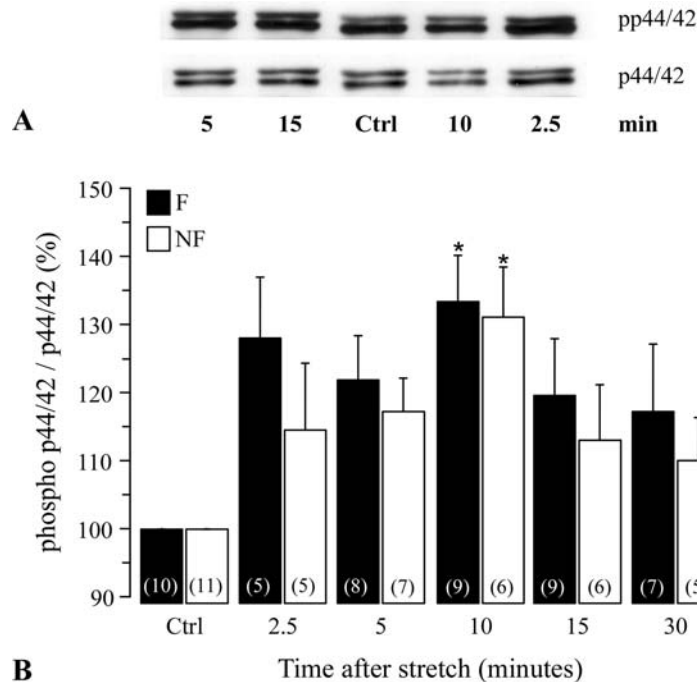 pp44/42
p44/42
A 5 15 Ctrl 10 2.5 min
150
140
130
120
110
100
90
phospho p44/42 / p44/42 (%)
F
NF
* *
(10) (11) (5) (5) (8) (7) (9) (6) (9) (6) (7)
Ctrl 2.5 5 10 15 30
B Time after stretch (minutes)